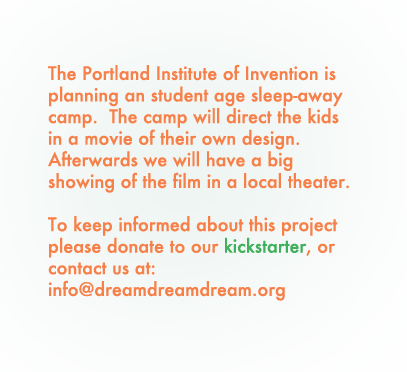 The Portland Institute of Invention is
planning an student age sleep-away
camp.  The camp will direct the kids
in a movie of their own design.
Afterwards we will have a big
showing of the film in a local theater.
To keep informed about this project
please donate to our kickstarter, or
contact us at:
info@dreamdreamdream.org